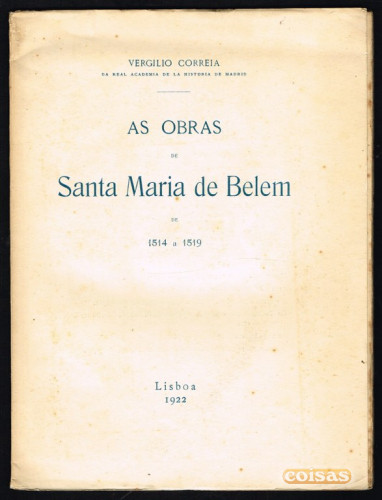 VERGILIO CORREIA
DA REAL ACADEMIA DE LA HISTORIA DE MADRID
AS OBRAS
DE
Santa Maria de Belem
DE
1514 a 1519
Lisboa
1922
coisas